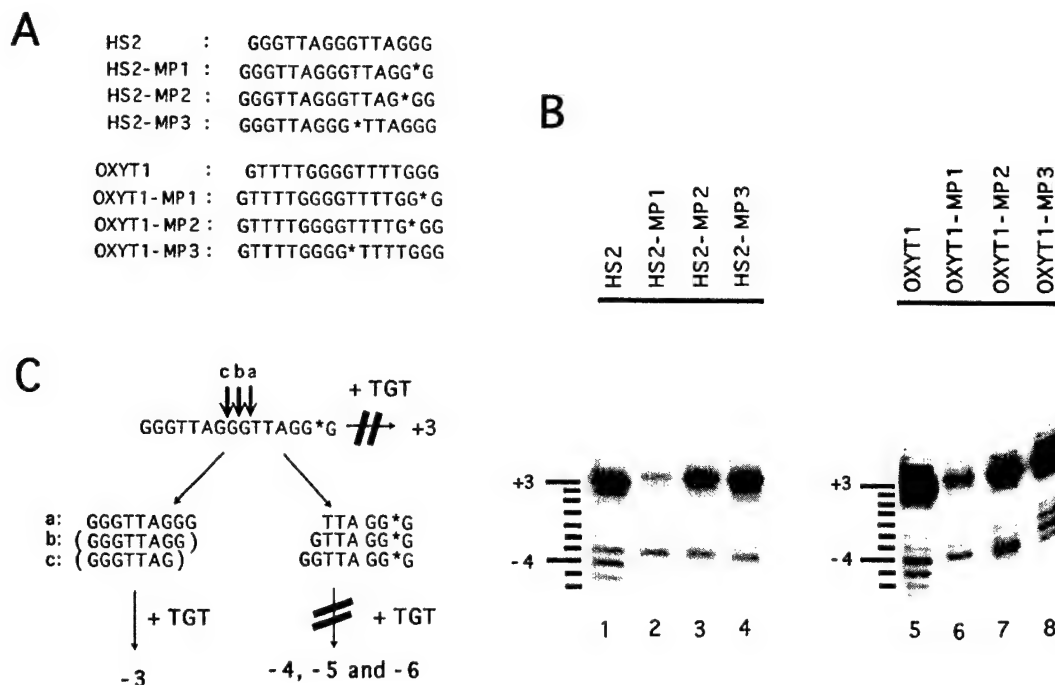 A
HS2 : GGGTTAGGGTTAGGG
HS2-MP1 : GGGTTAGGGTTAGG*G
HS2-MP2 : GGGTTAGGGTTAG*GG
HS2-MP3 : GGGTTAGGG*TTAGGG
OXYT1 : GTTTTGGGGTTTTGGG
OXYT1-MP1 : GTTTTGGGGTTTTGG*G
OXYT1-MP2 : GTTTTGGGGTTTTG*GG
OXYT1-MP3 : GTTTTGGGG*TTTTGGG
B
HS2
HS2-MP1
HS2-MP2
HS2-MP3
OXYT1
OXYT1-MP1
OXYT1-MP2
OXYT1-MP3
+3
-4
+3
-4
1 2 3 4 5 6 7 8
C
c b a
+ TGT
GGGTTAGGGTTAGG*G +3
a: GGGTTAGGG TTA GG*G
b: (GGGTTAGG) GTTA GG*G
c: (GGGTTAG) GGTTA GG*G
+ TGT + TGT
-3 -4, -5 and -6